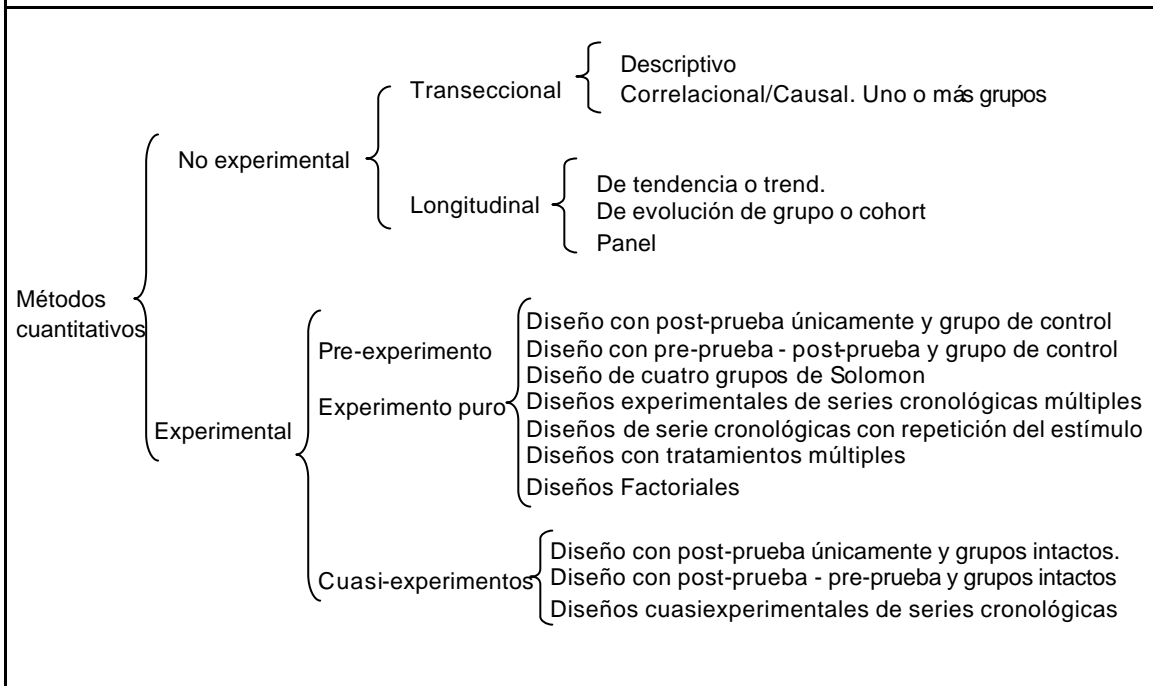 Métodos
cuantitativos
No experimental
Transeccional
Descriptivo
Correlacional/Causal. Uno o más grupos
Longitudinal
De tendencia o trend.
De evolución de grupo o cohort
Panel
Experimental
Pre-experimento
Experimento puro
Diseño con post-prueba únicamente y grupo de control
Diseño con pre-prueba - post-prueba y grupo de control
Diseño de cuatro grupos de Solomon
Diseños experimentales de series cronológicas múltiples
Diseños de serie cronológicas con repetición del estímulo
Diseños con tratamientos múltiples
Diseños Factoriales
Cuasi-experimentos
Diseño con post-prueba únicamente y grupos intactos.
Diseño con post-prueba - pre-prueba y grupos intactos
Diseños cuasiexperimentales de series cronológicas